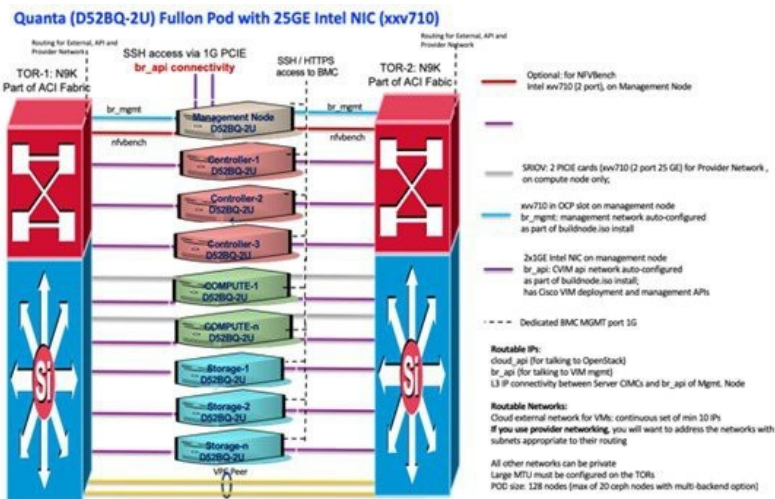 Quanta (D52BQ-2U) Fullon Pod with 25GE Intel NIC (xxv710)
Routing for External, API and
Provider Network
TOR-1: N9K
Part of ACI Fabric
SSH access via 1G PCIE
br_api connectivity
SSH / HTTPS
access to BMC
Routing for External, API and
Provider Network
TOR-2: N9K
Part of ACI Fabic
br_mgmt
br_mgmt
nfvbench
nfvbench
Management Node
D52BQ-2U
Controller-1
D52BQ-2U
Controller-2
D52BQ-2U
Controller-3
D52BQ-2U
COMPUTE-1
D52BQ-2U
COMPUTE-n
D52BQ-2U
Storage-1
D52BQ-2U
Storage-2
D52BQ-2U
Storage-n
D52BQ-2U
VPC Peer
Si
Si
Optional: for NFVBench
Intel xvv710 (2 port), on Management Node
SRIOV: 2 PICIE cards (xvv710 (2 port 25 GE) for Provider Network ,
on compute node only;
xvv710 in OCP slot on management node
br_mgmt: management network auto-configured
as part of buildnode.iso install
2x1GE Intel NIC on management node
br_api: CVIM api network auto-configured
as part of buildnode.iso install;
has Cisco VIM deployment and management APIs
Dedicated BMC MGMT port 1G
Routable IPs:
cloud_api (for talking to OpenStack)
br_api (for talking to VIM mgmt)
L3 IP connectivity between Server CIMCs and br_api of Mgmt. Node
Routable Networks:
Cloud external network for VMs: continuous set of min 10 IPs
If you use provider networking, you will want to address the networks with
subnets appropriate to their routing
All other networks can be private
Large MTU must be configured on the TORs
POD size: 128 nodes (max of 20 ceph nodes with multi-backend option)